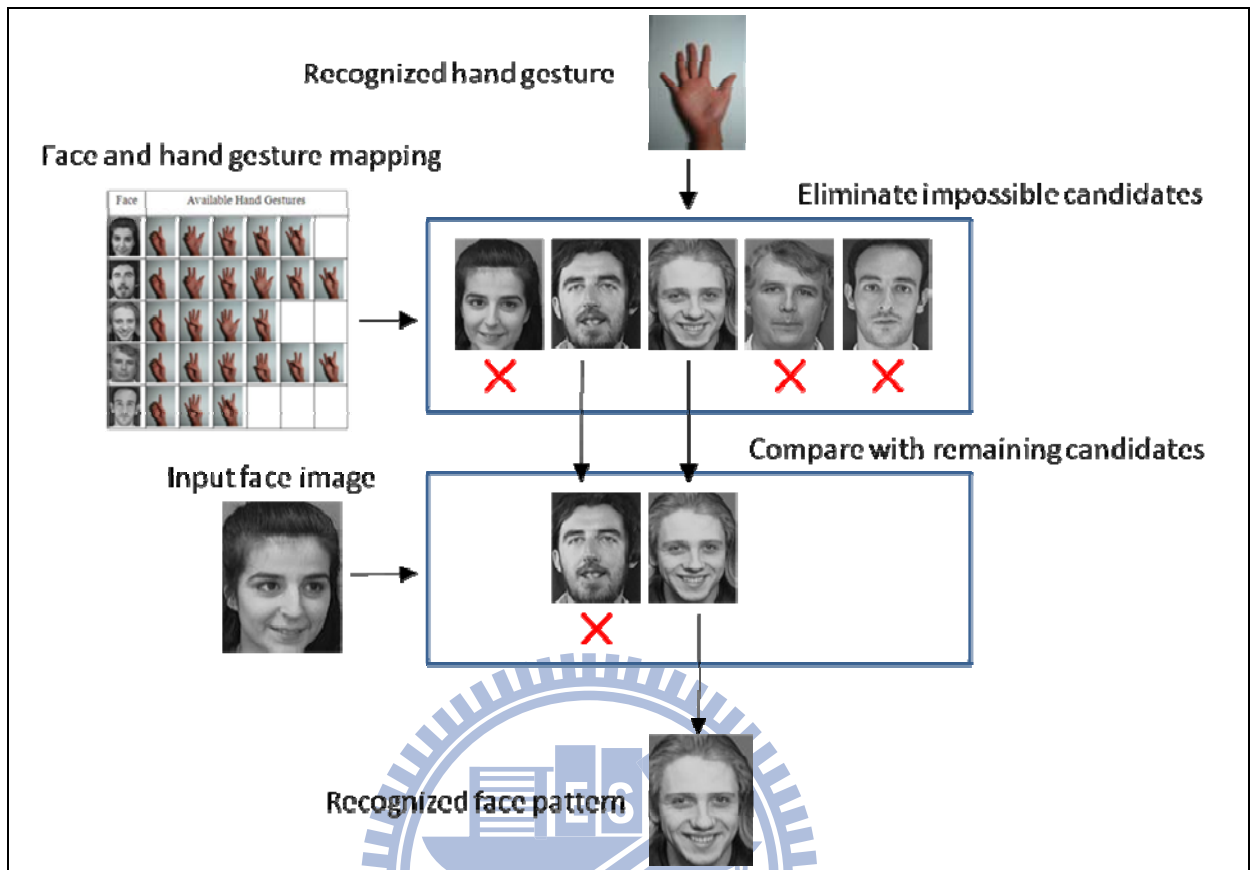 Recognized hand gesture
Face and hand gesture mapping
Face
Available Hand Gestures
Eliminate impossible candidates
Compare with remaining candidates
Input face image
Recognized face pattern
E S